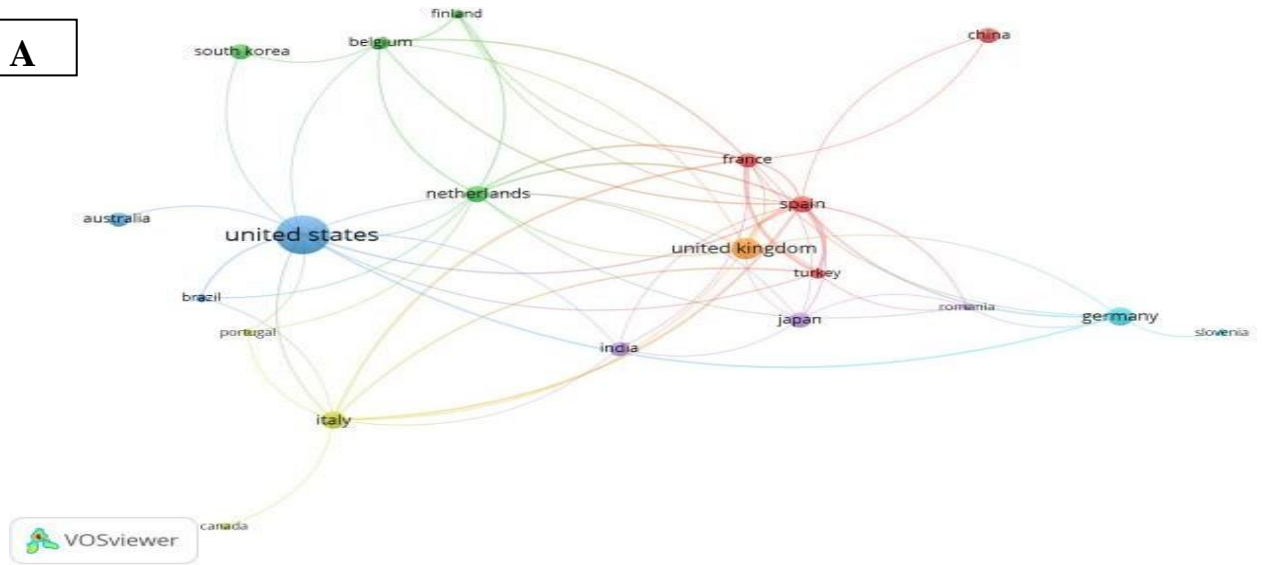 A
finland
belgium
south korea
china
france
netherlands
spain
australia
united states
united kingdom
turkey
brazil
romania
germany
japan
portugal
slovenia
india
italy
canada
VOSviewer